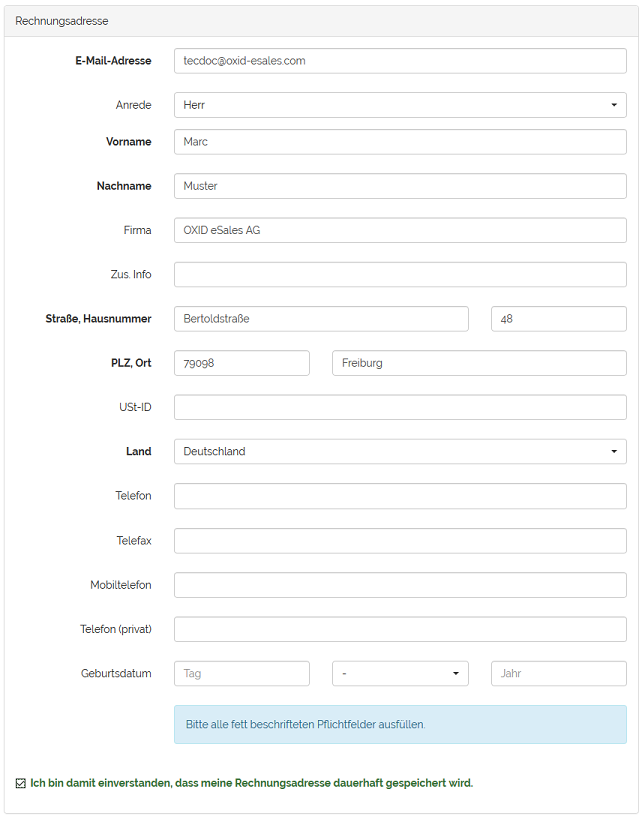 Rechnungsadresse
E-Mail-Adresse tecdoc@oxid-esales.com
Anrede Herr
Vorname Marc
Nachname Muster
Firma OXID eSales AG
Zus. Info
Straße, Hausnummer Bertoldstraße 48
PLZ, Ort 79098 Freiburg
USt-ID
Land Deutschland
Telefon
Telefax
Mobiltelefon
Telefon (privat)
Geburtsdatum Tag - Jahr
Bitte alle fett beschrifteten Pflichtfelder ausfüllen.
Ich bin damit einverstanden, dass meine Rechnungsadresse dauerhaft gespeichert wird.